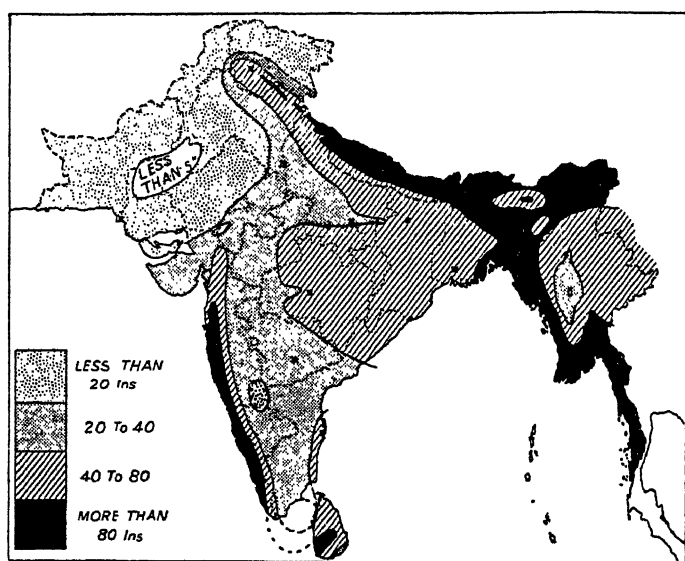 LESS
THAN 5"
LESS THAN
20 Ins
20 To 40
40 To 80
MORE THAN
80 Ins